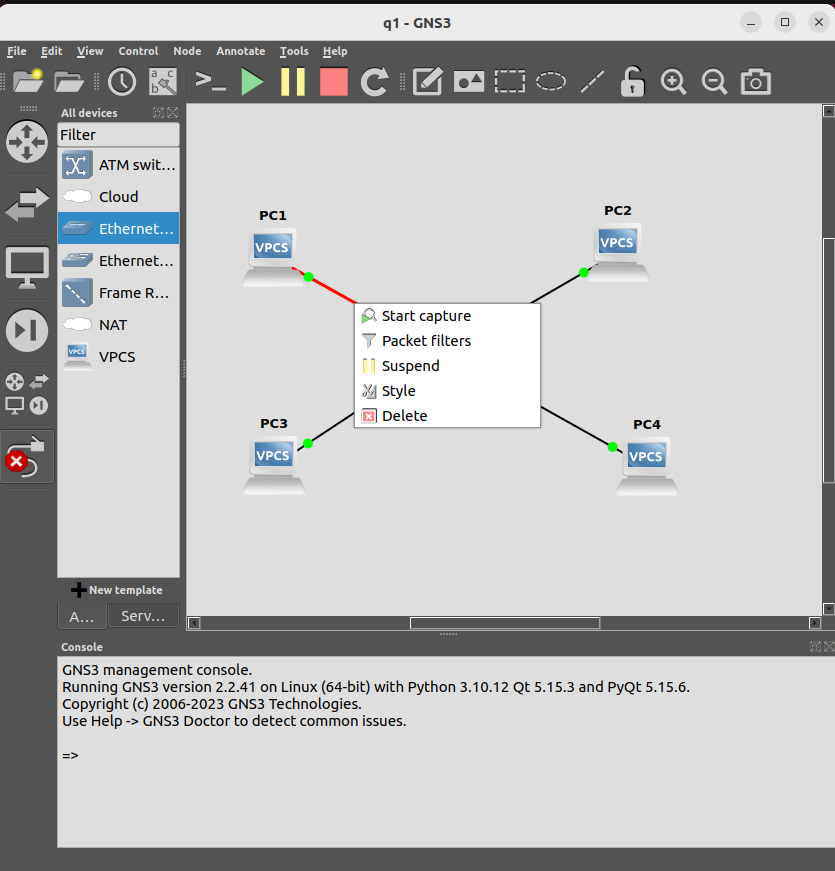 q1 - GNS3
File Edit View Control Node Annotate Tools Help
a b c
All devices
Filter
ATM swit...
Cloud
Ethernet...
Ethernet...
Frame R...
NAT
VPCS
VPCS
New template
A...
Serv...
PC1
VPCS
PC2
VPCS
Start capture
Packet filters
Suspend
Style
Delete
PC3
VPCS
PC4
VPCS
Console
GNS3 management console.
Running GNS3 version 2.2.41 on Linux (64-bit) with Python 3.10.12 Qt 5.15.3 and PyQt 5.15.6.
Copyright (c) 2006-2023 GNS3 Technologies.
Use Help -> GNS3 Doctor to detect common issues.
=>